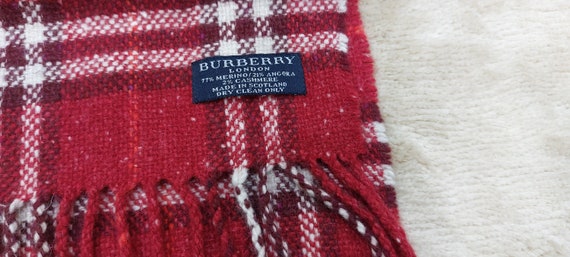 BURBERRY
LONDON
77% MERINO/21% ANGORA
2% CASHMERE
MADE IN SCOTLAND
DRY CLEAN ONLY